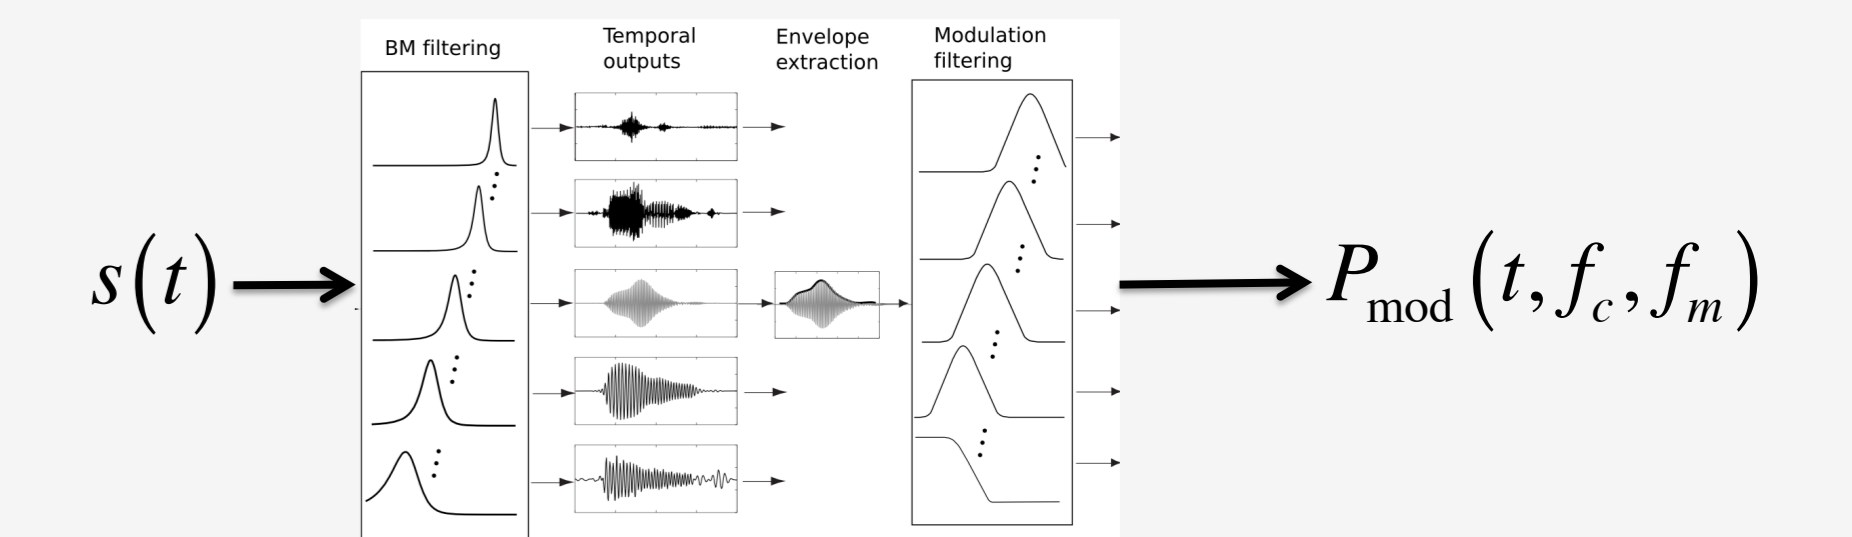 BM filtering
Temporal
outputs
Envelope
extraction
Modulation
filtering
s(t)
P_mod (t, f_c, f_m)